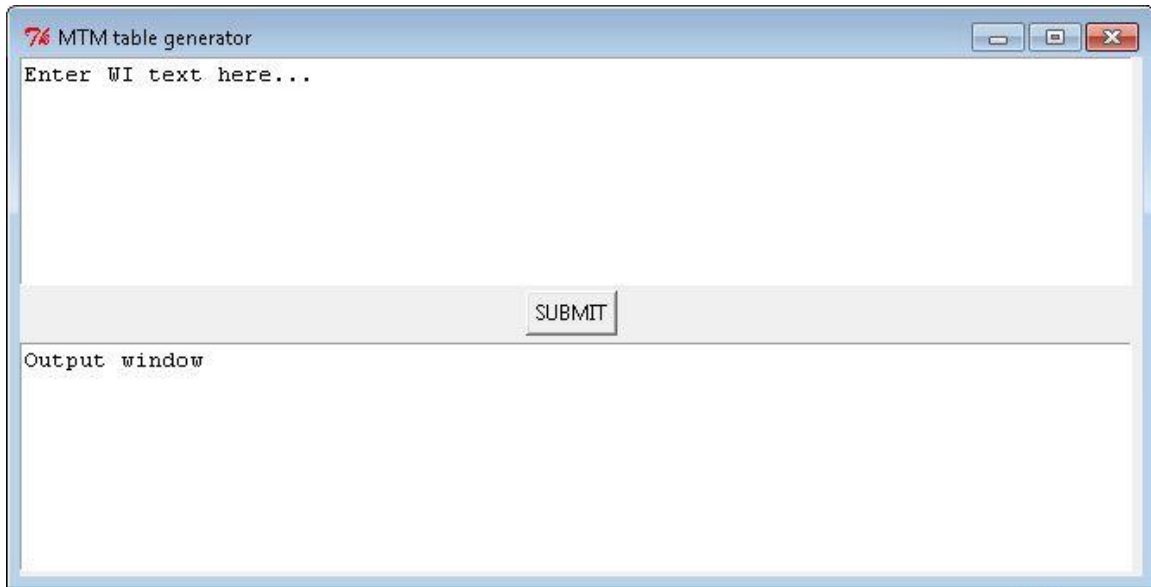 MTM table generator
Enter WI text here...
SUBMIT
Output window